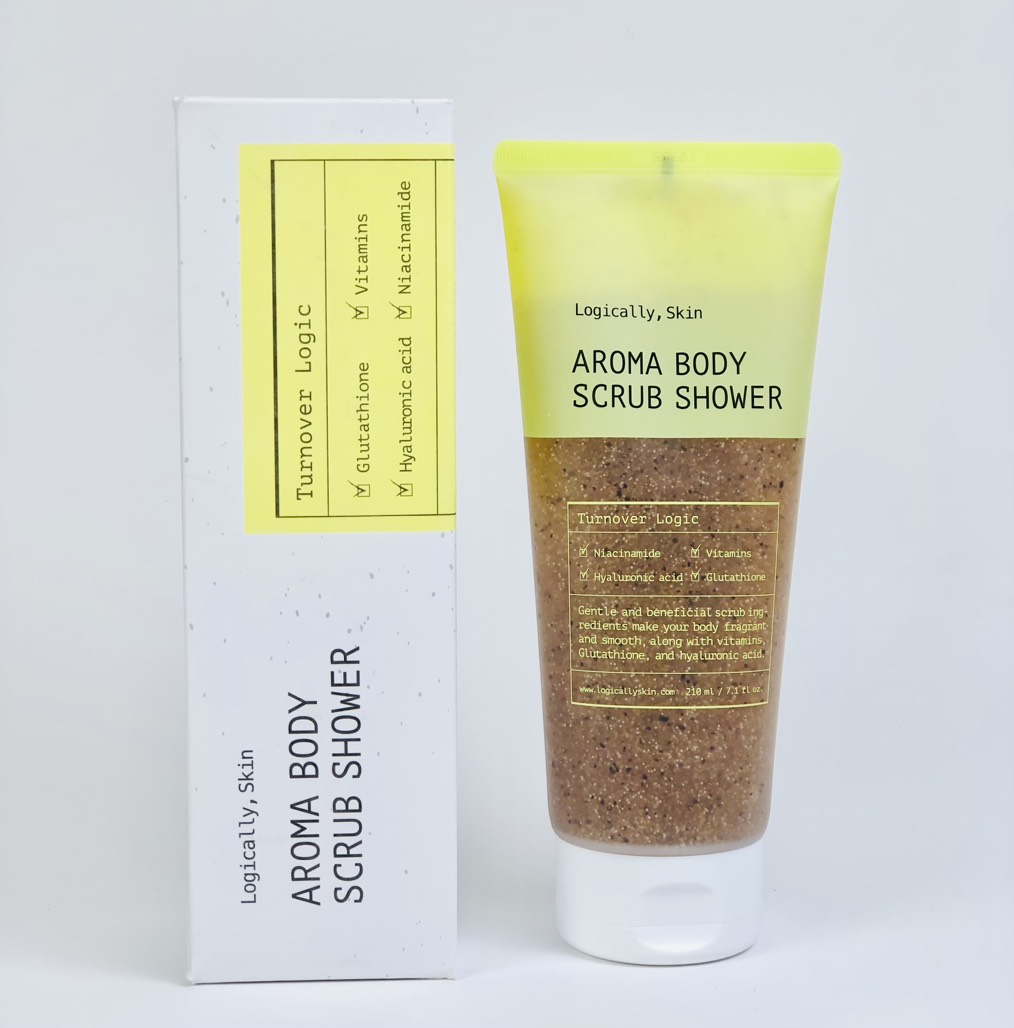 Turnover Logic
Glutathione
Vitamins
Hyaluronic acid
Niacinamide
Logically, Skin
AROMA BODY
SCRUB SHOWER
Logically, Skin
AROMA BODY
SCRUB SHOWER
Turnover Logic
Niacinamide Vitamins
Hyaluronic acid Glutathione
Gentle and beneficial scrub ing-
redients make your body fragrant
and smooth, along with vitamins,
Glutathione, and hyaluronic acid.
www.logicallyskin.com 210 ml / 7.1 fl oz.